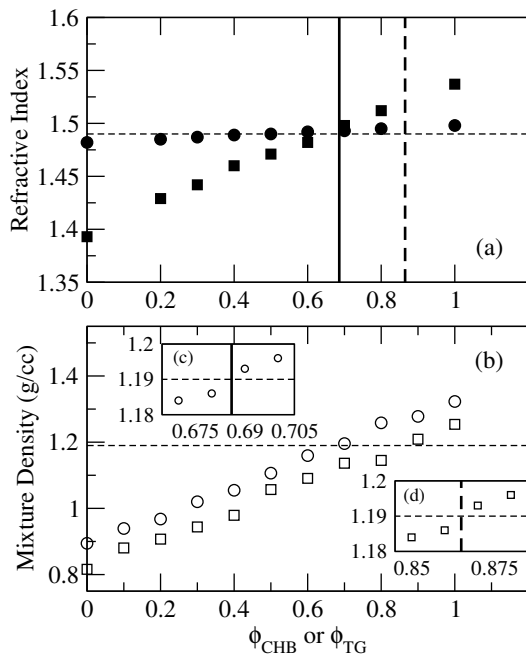 1.6
1.55
1.5
1.45
1.4
1.35
Refractive Index
(a)
0 0.2 0.4 0.6 0.8 1
1.4
1.2
1
0.8
Mixture Density (g/cc)
(b)
1.2
1.19
1.18
(c)
0.675 0.69 0.705
1.2
1.19
1.18
(d)
0.85 0.875
0 0.2 0.4 0.6 0.8 1
ϕCHB or ϕTG